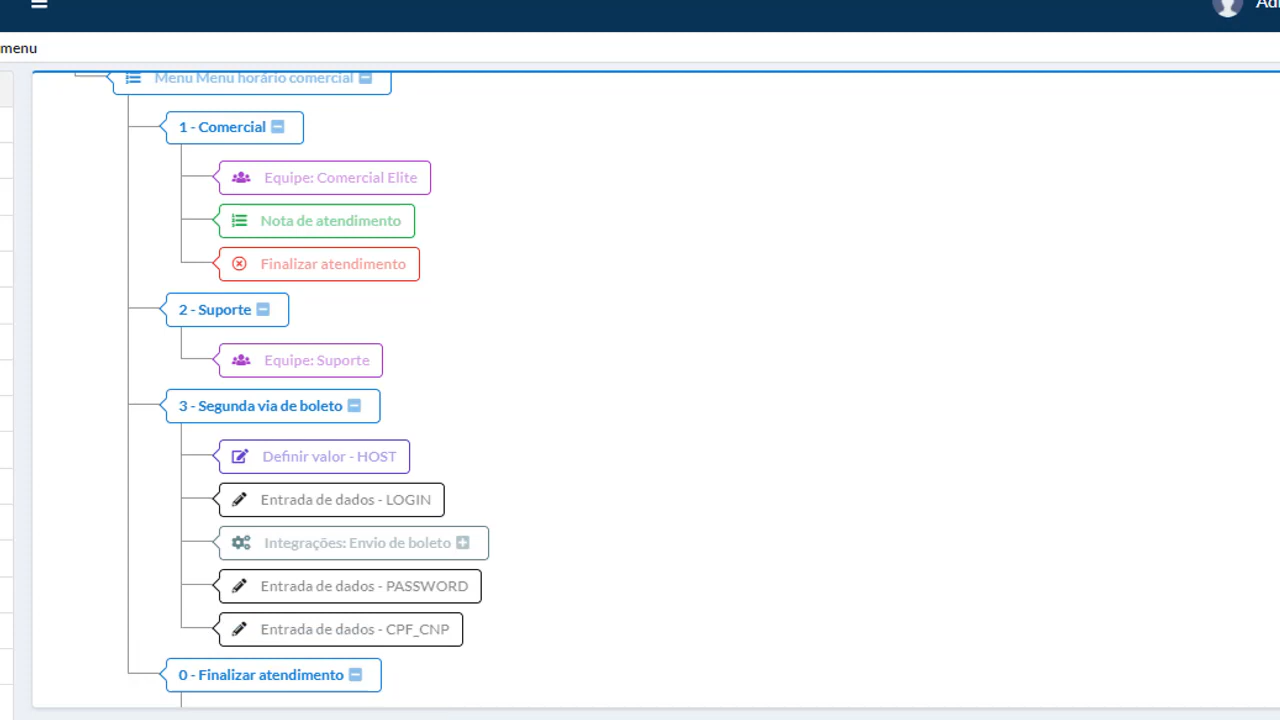 menu
Menu Menu horário comercial
1 - Comercial
Equipe: Comercial Elite
Nota de atendimento
Finalizar atendimento
2 - Suporte
Equipe: Suporte
3 - Segunda via de boleto
Definir valor - HOST
Entrada de dados - LOGIN
Integrações: Envio de boleto
Entrada de dados - PASSWORD
Entrada de dados - CPF_CNP
0 - Finalizar atendimento